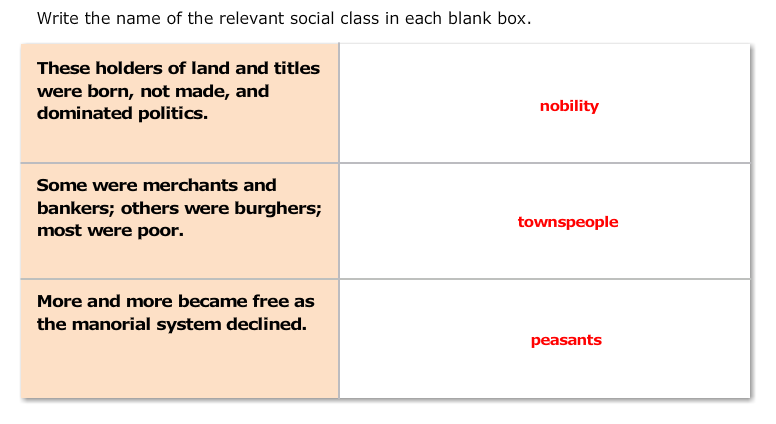 Write the name of the relevant social class in each blank box.
These holders of land and titles
were born, not made, and
dominated politics.
nobility
Some were merchants and
bankers; others were burghers;
most were poor.
townspeople
More and more became free as
the manorial system declined.
peasants